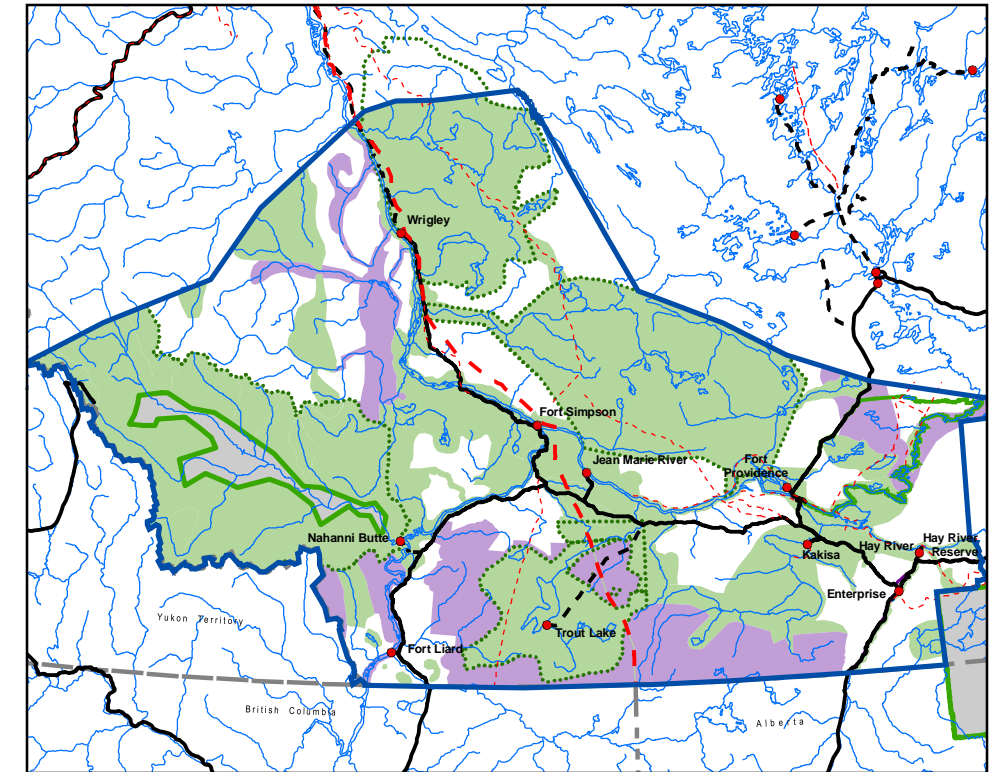 Wrigley
Fort Simpson
Jean Marie River
Fort
Providence
Nahanni Butte
Hay River
Hay River
Reserve
Kakisa
Enterprise
Yukon Territory
Trout Lake
Fort Liard
British Columbia
Alberta